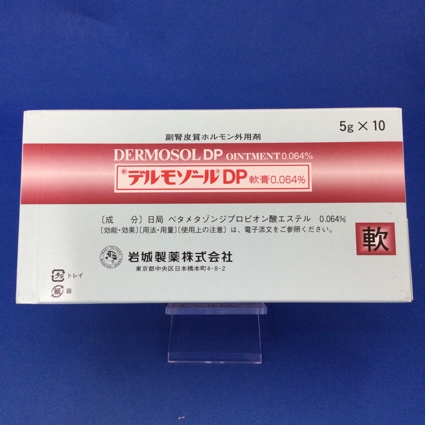 5g×10
副腎皮質ホルモン外用剤
DERMOSOL DP OINTMENT 0.064%
®デルモゾール DP 軟膏0.064%
〔成 分〕日局 ベタメタゾンジプロピオン酸エステル 0.064%
〔効能・効果〕〔用法・用量〕〔使用上の注意〕は、電子添文をご参照ください。
軟
岩城製薬株式会社
東京都中央区日本橋本町4-8-2
プラ トレイ
紙 箱